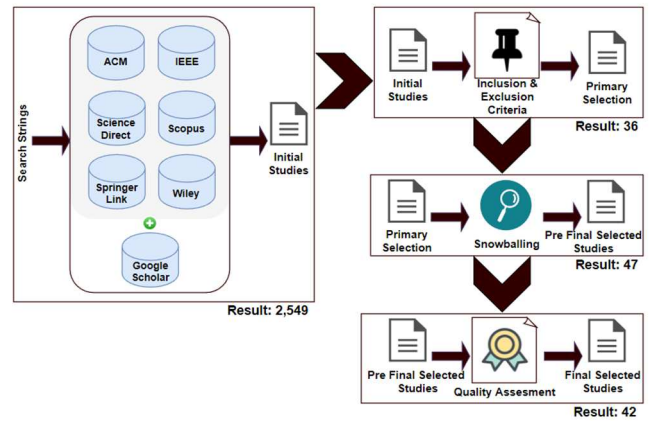 Search Strings
ACM
IEEE
Science
Direct
Scopus
Springer
Link
Wiley
Google
Scholar
Initial
Studies
Result: 2,549
Initial
Studies
Inclusion &
Exclusion
Criteria
Primary
Selection
Result: 36
Primary
Selection
Snowballing
Pre Final Selected
Studies
Result: 47
Pre Final Selected
Studies
Quality Assesment
Final Selected
Studies
Result: 42